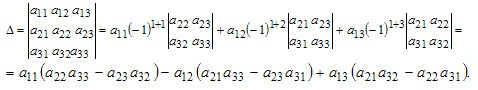 Δ = |a₁₁ a₁₂ a₁₃; a₂₁ a₂₂ a₂₃; a₃₁ a₃₂a₃₃| = a₁₁(−1)¹⁺¹|a₂₂ a₂₃; a₃₂ a₃₃| + a₁₂(−1)¹⁺²|a₂₁ a₂₃; a₃₁ a₃₃| + a₁₃(−1)¹⁺³|a₂₁ a₂₂; a₃₁ a₃₂| =
= a₁₁(a₂₂a₃₃ − a₂₃a₃₂) − a₁₂(a₂₁a₃₃ − a₂₃a₃₁) + a₁₃(a₂₁a₃₂ − a₂₂a₃₁).